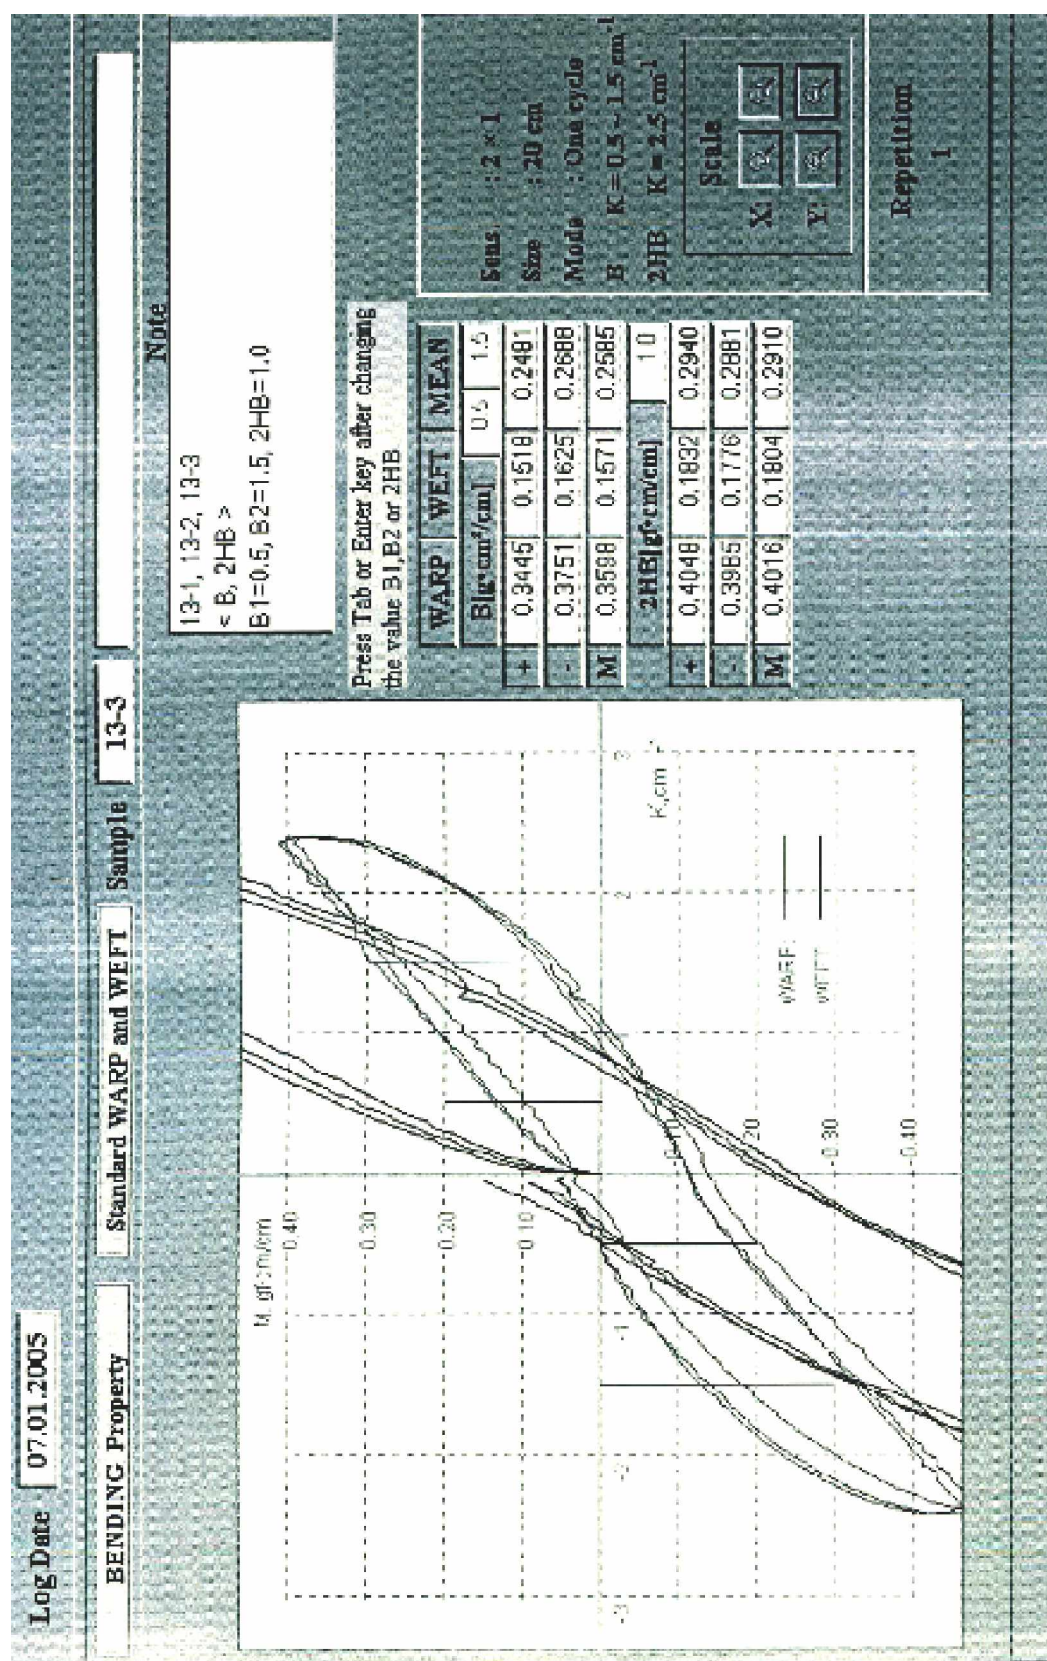 Log Date 07.01.2005
BENDING Property Standard WARP and WEFT Sample 13-3
Note
13-1, 13-2, 13-3
< B, 2HB >
B1=0.5, B2=1.5, 2HB=1.0
Press Tab or Enter key after changing
the value B1,B2 or 2HB
WARP WEFT MEAN
B[g·cm²/cm] 0.5 1.5
+ 0.3445 0.1518 0.2481
- 0.3751 0.1625 0.2688
M 0.3598 0.1571 0.2585
2HB[gf·cm/cm] 1.0
+ 0.4048 0.1832 0.2940
- 0.3985 0.1776 0.2881
M 0.4016 0.1804 0.2910
Sens. : 2 × 1
Size : 20 cm
Mode : One cycle
B K = 0.5 ~ 1.5 cm⁻¹
2HB K = 2.5 cm⁻¹
Scale
X:
Y:
Repetition
1
M, gf·cm/cm
0.40
0.30
0.20
0.10
-3 -2 -1 2 3
K,cm⁻¹
-0.10
-0.30
-0.40
WARP: